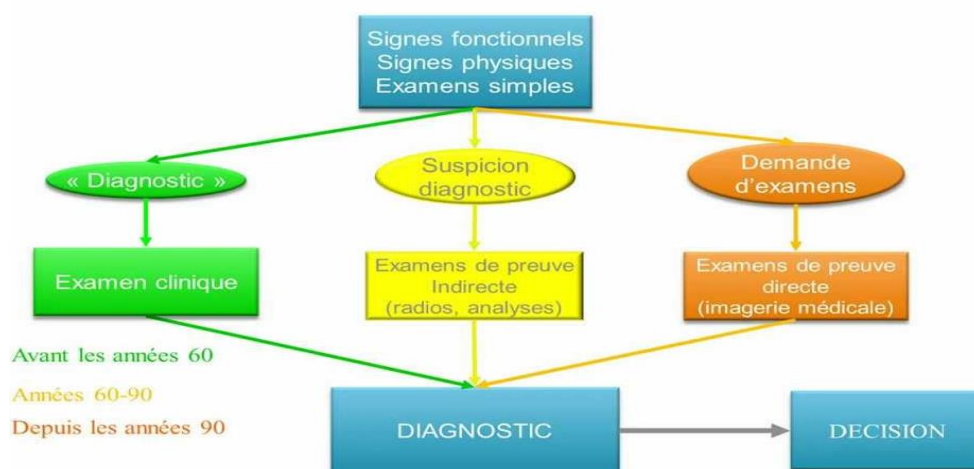 Signes fonctionnels
Signes physiques
Examens simples
« Diagnostic »
Suspicion
diagnostic
Demande
d'examens
Examen clinique
Examens de preuve
Indirecte
(radios, analyses)
Examens de preuve
directe
(imagerie médicale)
Avant les années 60
Années 60-90
Depuis les années 90
DIAGNOSTIC
DECISION